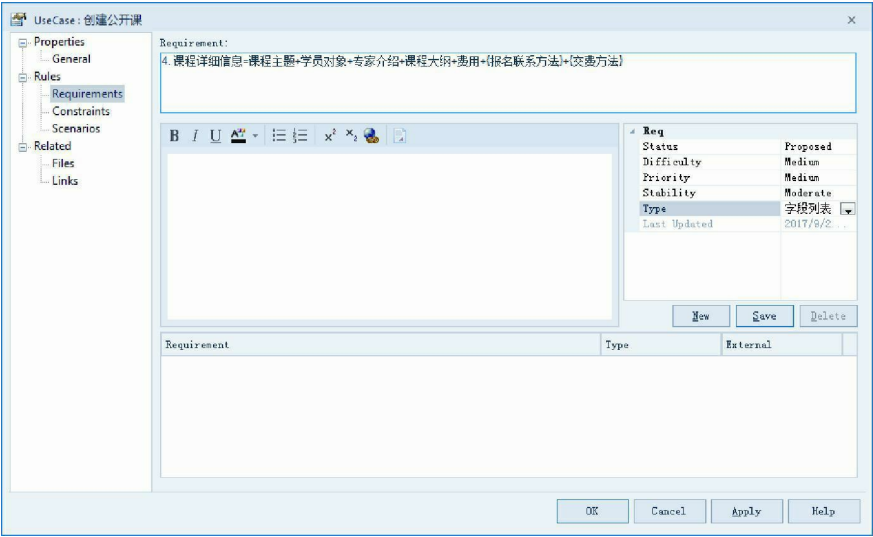 UseCase : 创建公开课
Properties
General
Rules
Requirements
Constraints
Scenarios
Related
Files
Links
Requirement:
4. 课程详细信息=课程主题+学员对象+专家介绍+课程大纲+费用+{报名联系方法}+{交费方法}
B I U A x² ×₂
Req
Status Proposed
Difficulty Medium
Priority Medium
Stability Moderate
Type 字段列表
Last Updated 2017/9/2...
New Save Delete
Requirement Type External
OK Cancel Apply Help